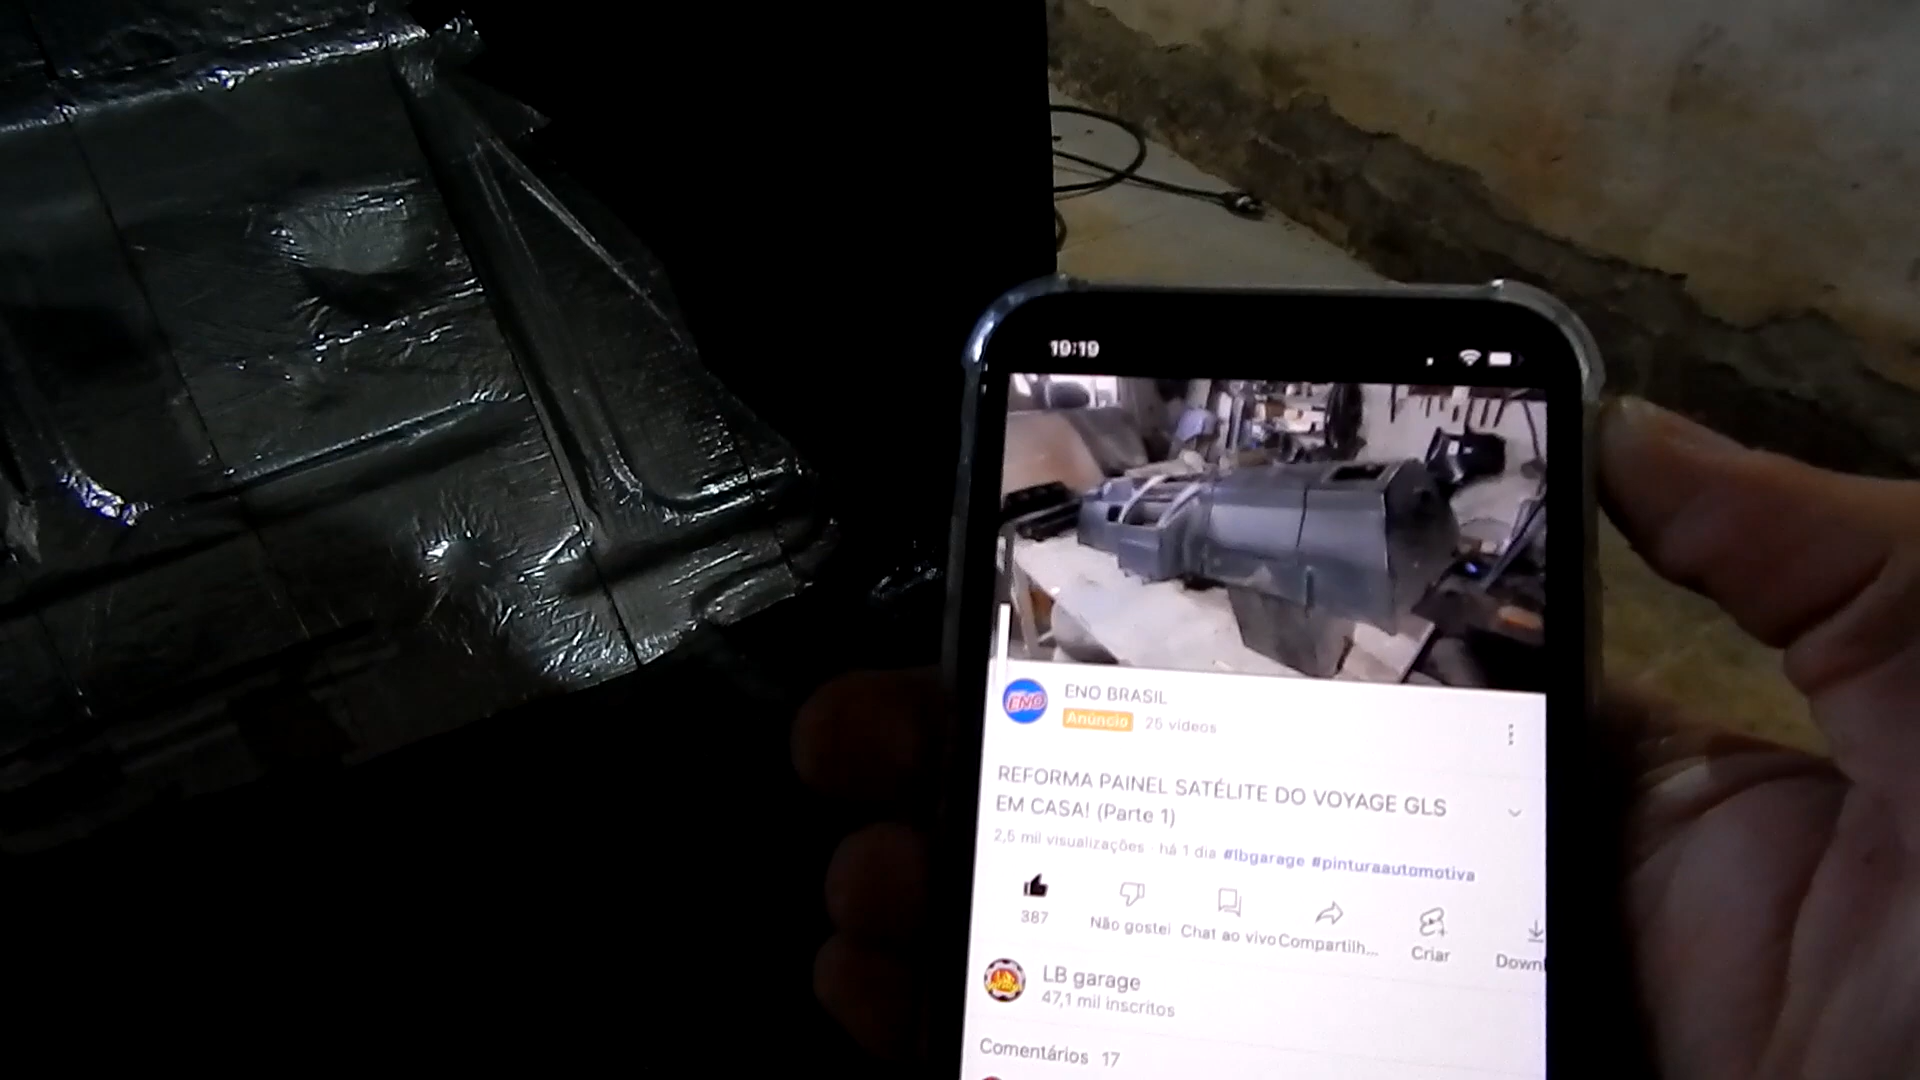 19:19
ENO
ENO BRASIL
Anúncio 25 vídeos
REFORMA PAINEL SATÉLITE DO VOYAGE GLS
EM CASA! (Parte 1)
2,5 mil visualizações · há 1 dia #lbgarage #pinturaautomotiva
387
Não gostei
Chat ao vivo
Compartilh...
Criar
Downl
LB garage
47,1 mil inscritos
Comentários 17